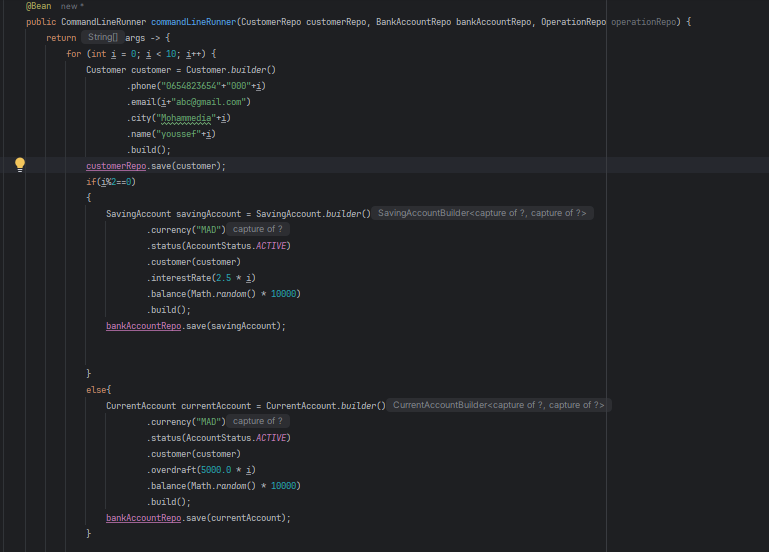 @Bean new *
public CommandLineRunner commandLineRunner(CustomerRepo customerRepo, BankAccountRepo bankAccountRepo, OperationRepo operationRepo) {
return String[] args -> {
for (int i = 0; i < 10; i++) {
Customer customer = Customer.builder()
.phone("0654823654"+"000"+i)
.email(i+"abc@gmail.com")
.city("Mohammedia"+i)
.name("youssef"+i)
.build();
customerRepo.save(customer);
if(i%2==0)
{
SavingAccount savingAccount = SavingAccount.builder() SavingAccountBuilder<capture of ?, capture of ?>
.currency("MAD") capture of ?
.status(AccountStatus.ACTIVE)
.customer(customer)
.interestRate(2.5 * i)
.balance(Math.random() * 10000)
.build();
bankAccountRepo.save(savingAccount);
}
else{
CurrentAccount currentAccount = CurrentAccount.builder() CurrentAccountBuilder<capture of ?, capture of ?>
.currency("MAD") capture of ?
.status(AccountStatus.ACTIVE)
.customer(customer)
.overdraft(5000.0 * i)
.balance(Math.random() * 10000)
.build();
bankAccountRepo.save(currentAccount);
}